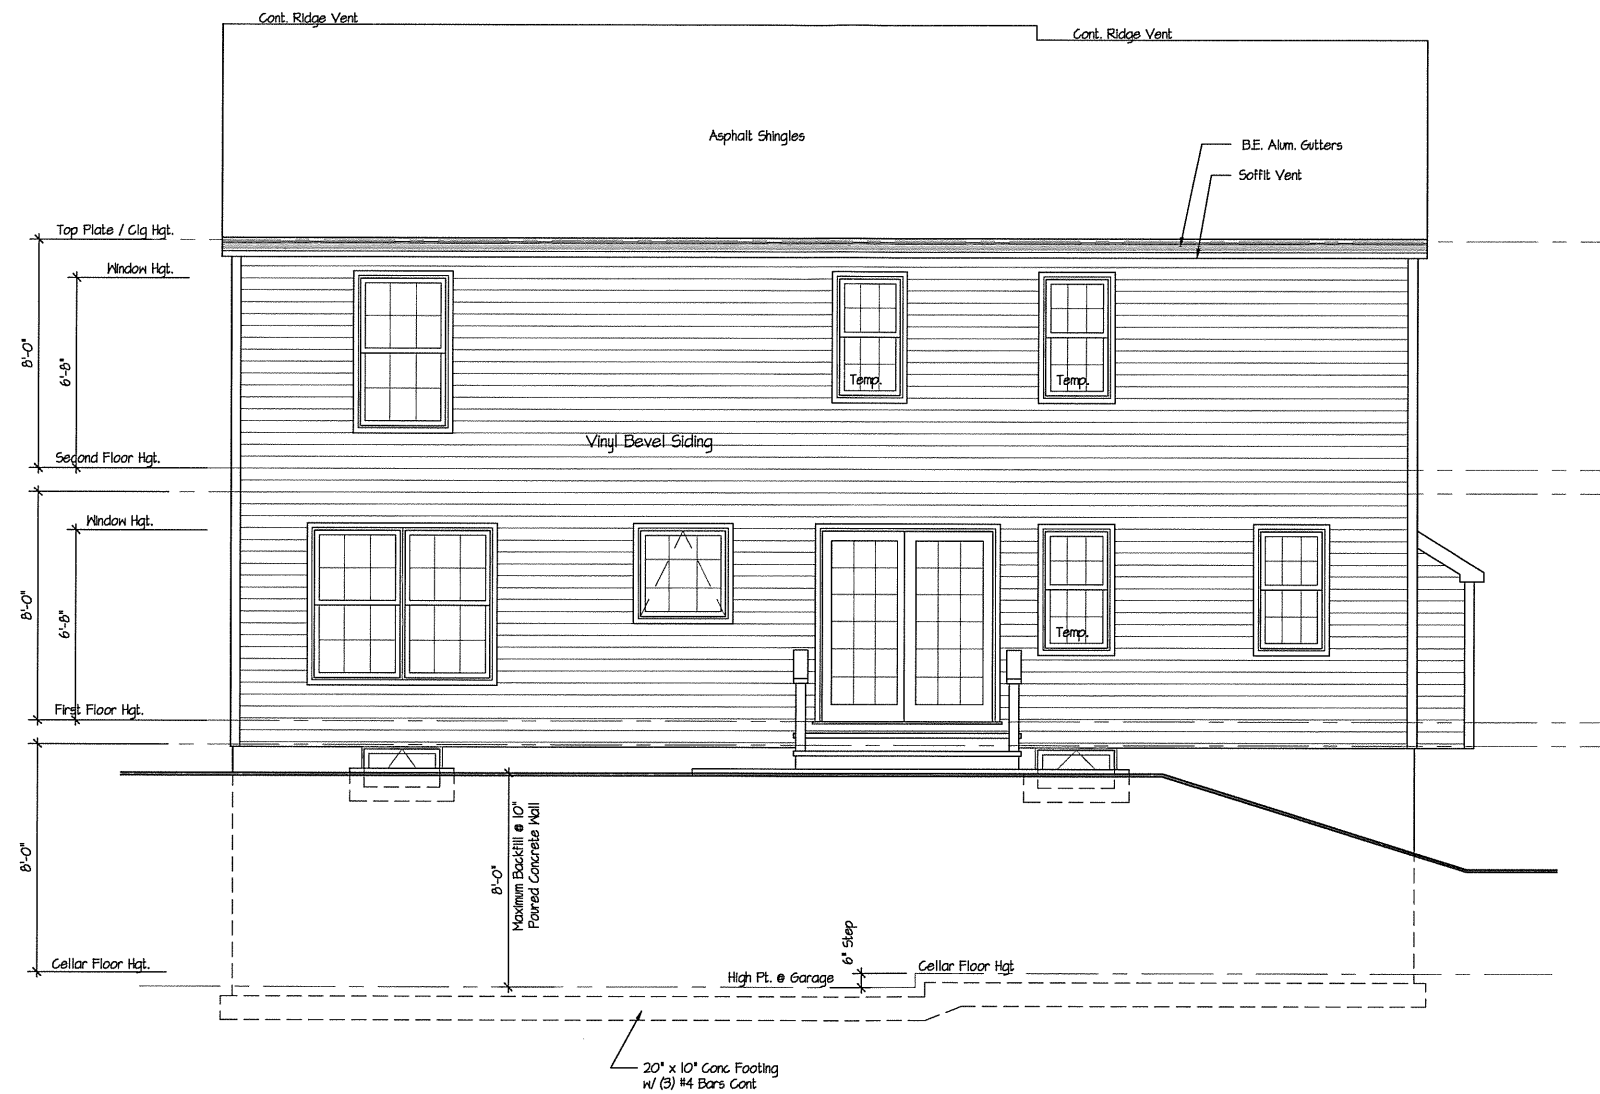 Cont. Ridge Vent
Cont. Ridge Vent
Asphalt Shingles
B.E. Alum. Gutters
Soffit Vent
Top Plate / Clg Hgt.
Window Hgt.
8'-0"
6'-8"
Temp.
Temp.
Vinyl Bevel Siding
Second Floor Hgt.
Window Hgt.
8'-0"
6'-8"
Temp.
First Floor Hgt.
8'-0"
8'-0"
Maximum Backfill @ 10"
Poured Concrete Wall
6" Step
Cellar Floor Hgt.
Cellar Floor Hgt
High Pt. @ Garage
20" x 10" Conc Footing
w/ (3) #4 Bars Cont